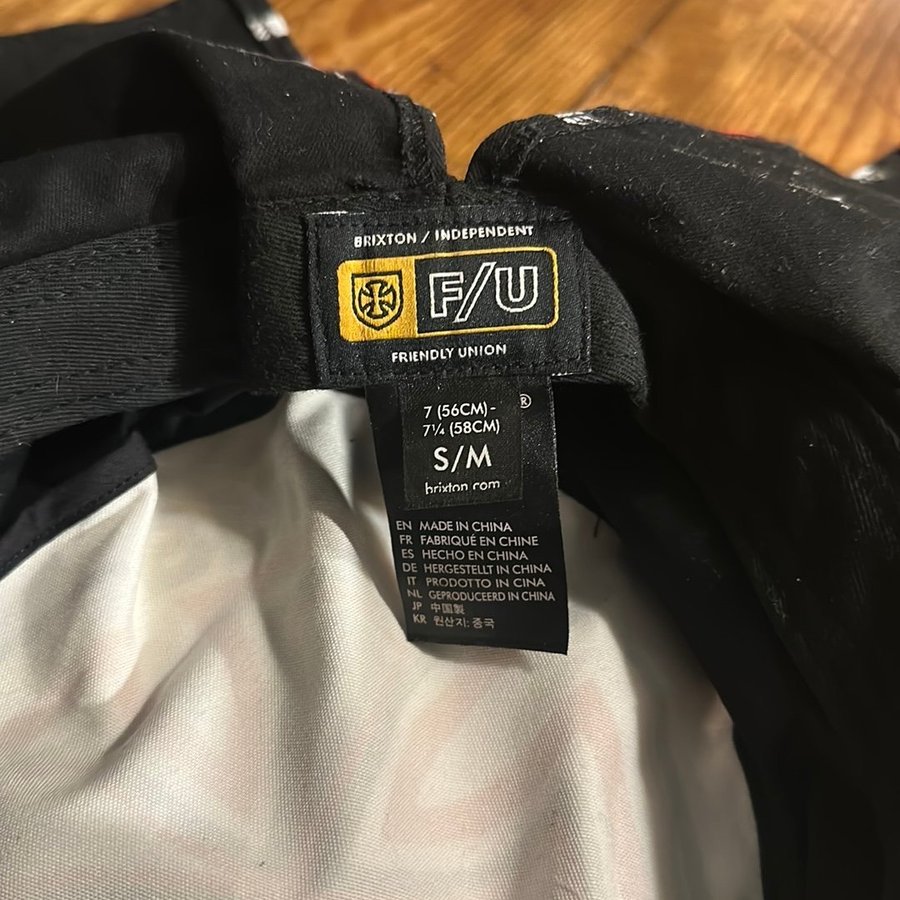 BRIXTON / INDEPENDENT
F/U
FRIENDLY UNION
7 (56CM)- ®
7¼ (58CM)
S/M
brixton.com
EN MADE IN CHINA
FR FABRIQUÉ EN CHINE
ES HECHO EN CHINA
DE HERGESTELLT IN CHINA
IT PRODOTTO IN CINA
NL GEPRODUCEERD IN CHINA
JP 中国製
KR 원산지: 중국